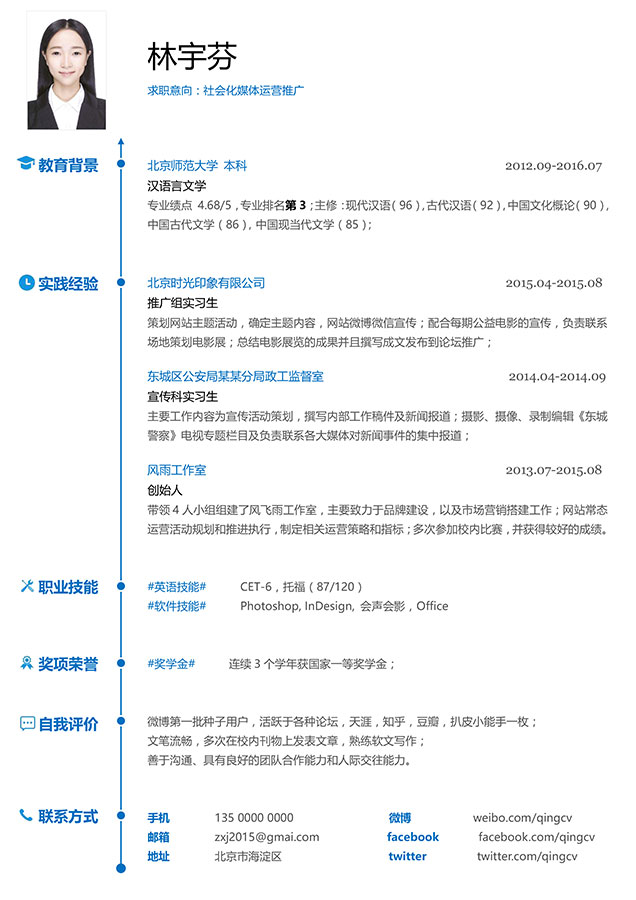 林宇芬
求职意向：社会化媒体运营推广
教育背景
北京师范大学 本科 2012.09-2016.07
汉语言文学
专业绩点 4.68/5，专业排名第 3；主修：现代汉语（96），古代汉语（92），中国文化概论（90），
中国古代文学（86），中国现当代文学（85）；
实践经验
北京时光印象有限公司 2015.04-2015.08
推广组实习生
策划网站主题活动，确定主题内容，网站微博微信宣传；配合每期公益电影的宣传，负责联系
场地策划电影展；总结电影展览的成果并且撰写成文发布到论坛推广；
东城区公安局某某分局政工监督室 2014.04-2014.09
宣传科实习生
主要工作内容为宣传活动策划，撰写内部工作稿件及新闻报道；摄影、摄像、录制编辑《东城
警察》电视专题栏目及负责联系各大媒体对新闻事件的集中报道；
风雨工作室 2013.07-2015.08
创始人
带领 4 人小组组建了风飞雨工作室，主要致力于品牌建设，以及市场营销搭建工作；网站常态
运营活动规划和推进执行，制定相关运营策略和指标；多次参加校内比赛，并获得较好的成绩。
职业技能
#英语技能# CET-6，托福（87/120）
#软件技能# Photoshop, InDesign, 会声会影，Office
奖项荣誉
#奖学金# 连续 3 个学年获国家一等奖学金；
自我评价
微博第一批种子用户，活跃于各种论坛，天涯，知乎，豆瓣，扒皮小能手一枚；
文笔流畅，多次在校内刊物上发表文章，熟练软文写作；
善于沟通、具有良好的团队合作能力和人际交往能力。
联系方式
手机 135 0000 0000 微博 weibo.com/qingcv
邮箱 zxj2015@gmai.com facebook facebook.com/qingcv
地址 北京市海淀区 twitter twitter.com/qingcv